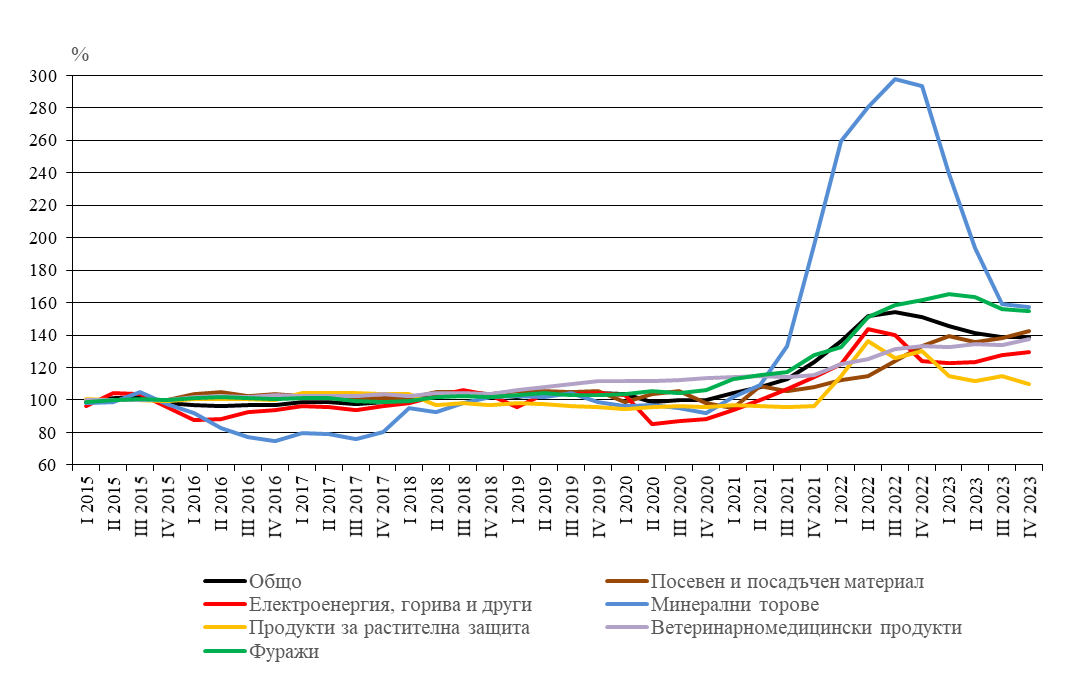 %
300
280
260
240
220
200
180
160
140
120
100
80
60
I 2015
II 2015
III 2015
IV 2015
I 2016
II 2016
III 2016
IV 2016
I 2017
II 2017
III 2017
IV 2017
I 2018
II 2018
III 2018
IV 2018
I 2019
II 2019
III 2019
IV 2019
I 2020
II 2020
III 2020
IV 2020
I 2021
II 2021
III 2021
IV 2021
I 2022
II 2022
III 2022
IV 2022
I 2023
II 2023
III 2023
IV 2023
Общо
Посевен и посадъчен материал
Електроенергия, горива и други
Минерални торове
Продукти за растителна защита
Ветеринарномедицински продукти
Фуражи